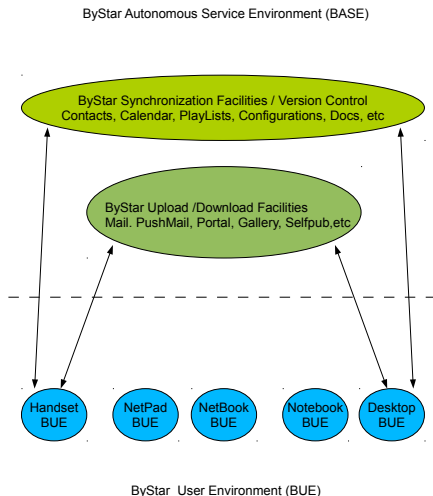 ByStar Autonomous Service Environment (BASE)
ByStar Synchronization Facilities / Version Control
Contacts, Calendar, PlayLists, Configurations, Docs, etc
ByStar Upload /Download Facilities
Mail. PushMail, Portal, Gallery, Selfpub,etc
Handset
BUE
NetPad
BUE
NetBook
BUE
Notebook
BUE
Desktop
BUE
ByStar User Environment (BUE)